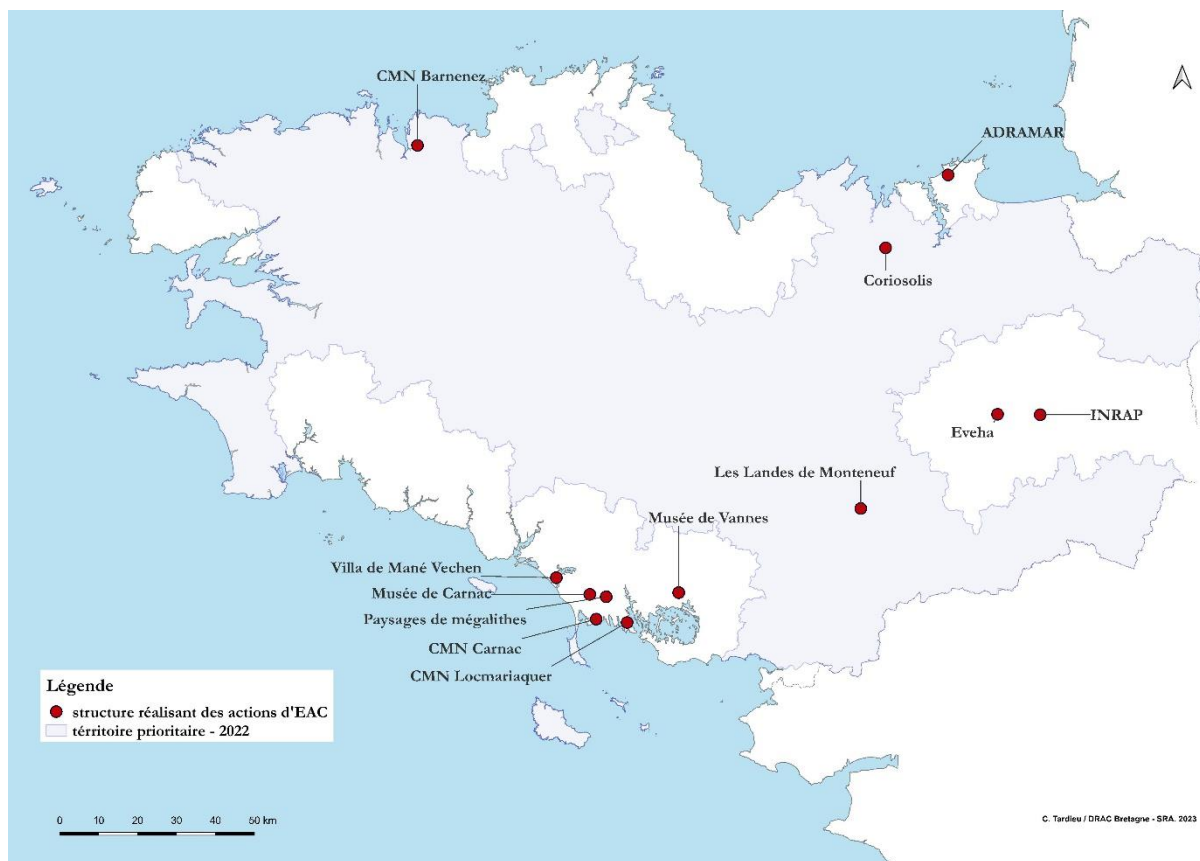 CMN Barnenez
ADRAMAR
Coriosolis
Eveha
INRAP
Les Landes de Monteneuf
Musée de Vannes
Villa de Mané Vechen
Musée de Carnac
Paysages de mégalithes
CMN Carnac
CMN Locmariaquer
Légende
structure réalisant des actions d'EAC
térritoire prioritaire - 2022
0 10 20 30 40 50 km
C. Tardieu / DRAC Bretagne - SRA. 2023